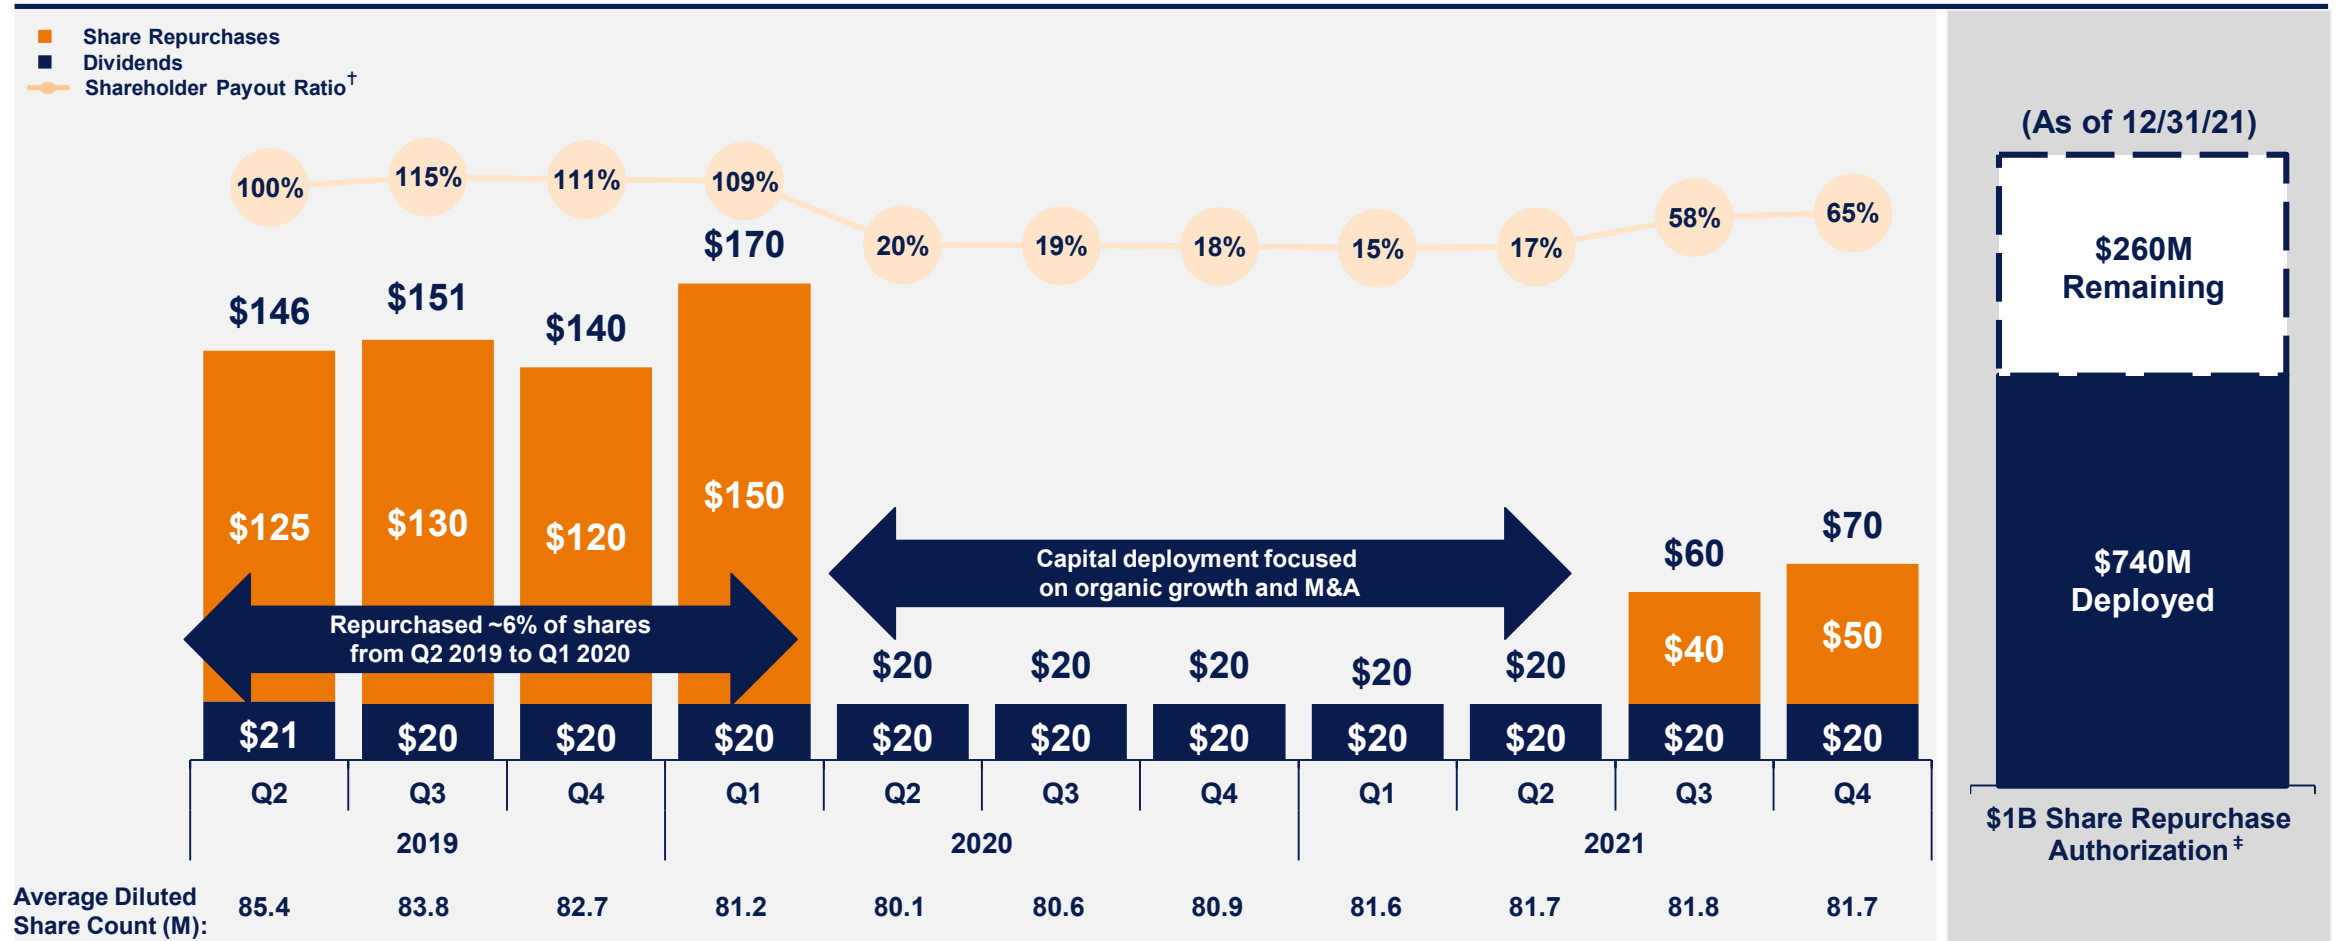 Share Repurchases
Dividends
Shareholder Payout Ratio†
100% 115% 111% 109% 20% 19% 18% 15% 17% 58% 65%
$146 $151 $140 $170 $20 $20 $20 $20 $20 $60 $70
$125 $130 $120 $150 $40 $50
Repurchased ~6% of shares
from Q2 2019 to Q1 2020
Capital deployment focused
on organic growth and M&A
$21 $20 $20 $20 $20 $20 $20 $20 $20 $20 $20
Q2 Q3 Q4 Q1 Q2 Q3 Q4 Q1 Q2 Q3 Q4
2019 2020 2021
Average Diluted
Share Count (M):
85.4 83.8 82.7 81.2 80.1 80.6 80.9 81.6 81.7 81.8 81.7
(As of 12/31/21)
$260M
Remaining
$740M
Deployed
$1B Share Repurchase
Authorization‡